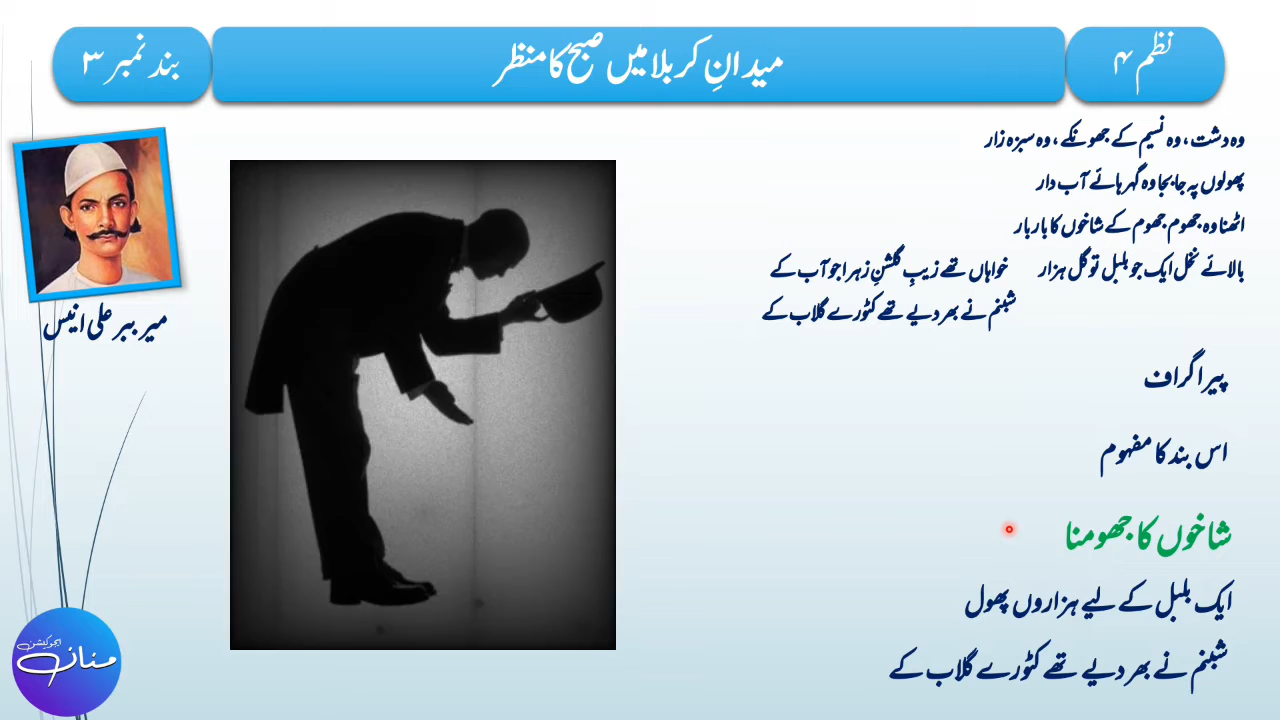 نظم ۴
میدانِ کربلا میں صبح کا منظر
بند نمبر ۳
وہ دشت، وہ نسیم کے جھونکے، وہ سبزہ زار
پھولوں پہ جا بجا وہ گہر ہائے آب دار
اٹھنا وہ جھوم جھوم کے شاخوں کا بار بار
بالائے نخل ایک جو بلبل تو گل ہزار
خواہاں تھے زیبِ گلشنِ زہرا جو آب کے
شبنم نے بھر دیے تھے کٹورے گلاب کے
میر ببر علی انیس
پیراگراف
اس بند کا مفہوم
شاخوں کا جھومنا
ایک بلبل کے لیے ہزاروں پھول
شبنم نے بھر دیے تھے کٹورے گلاب کے
منان ایجوکیشن